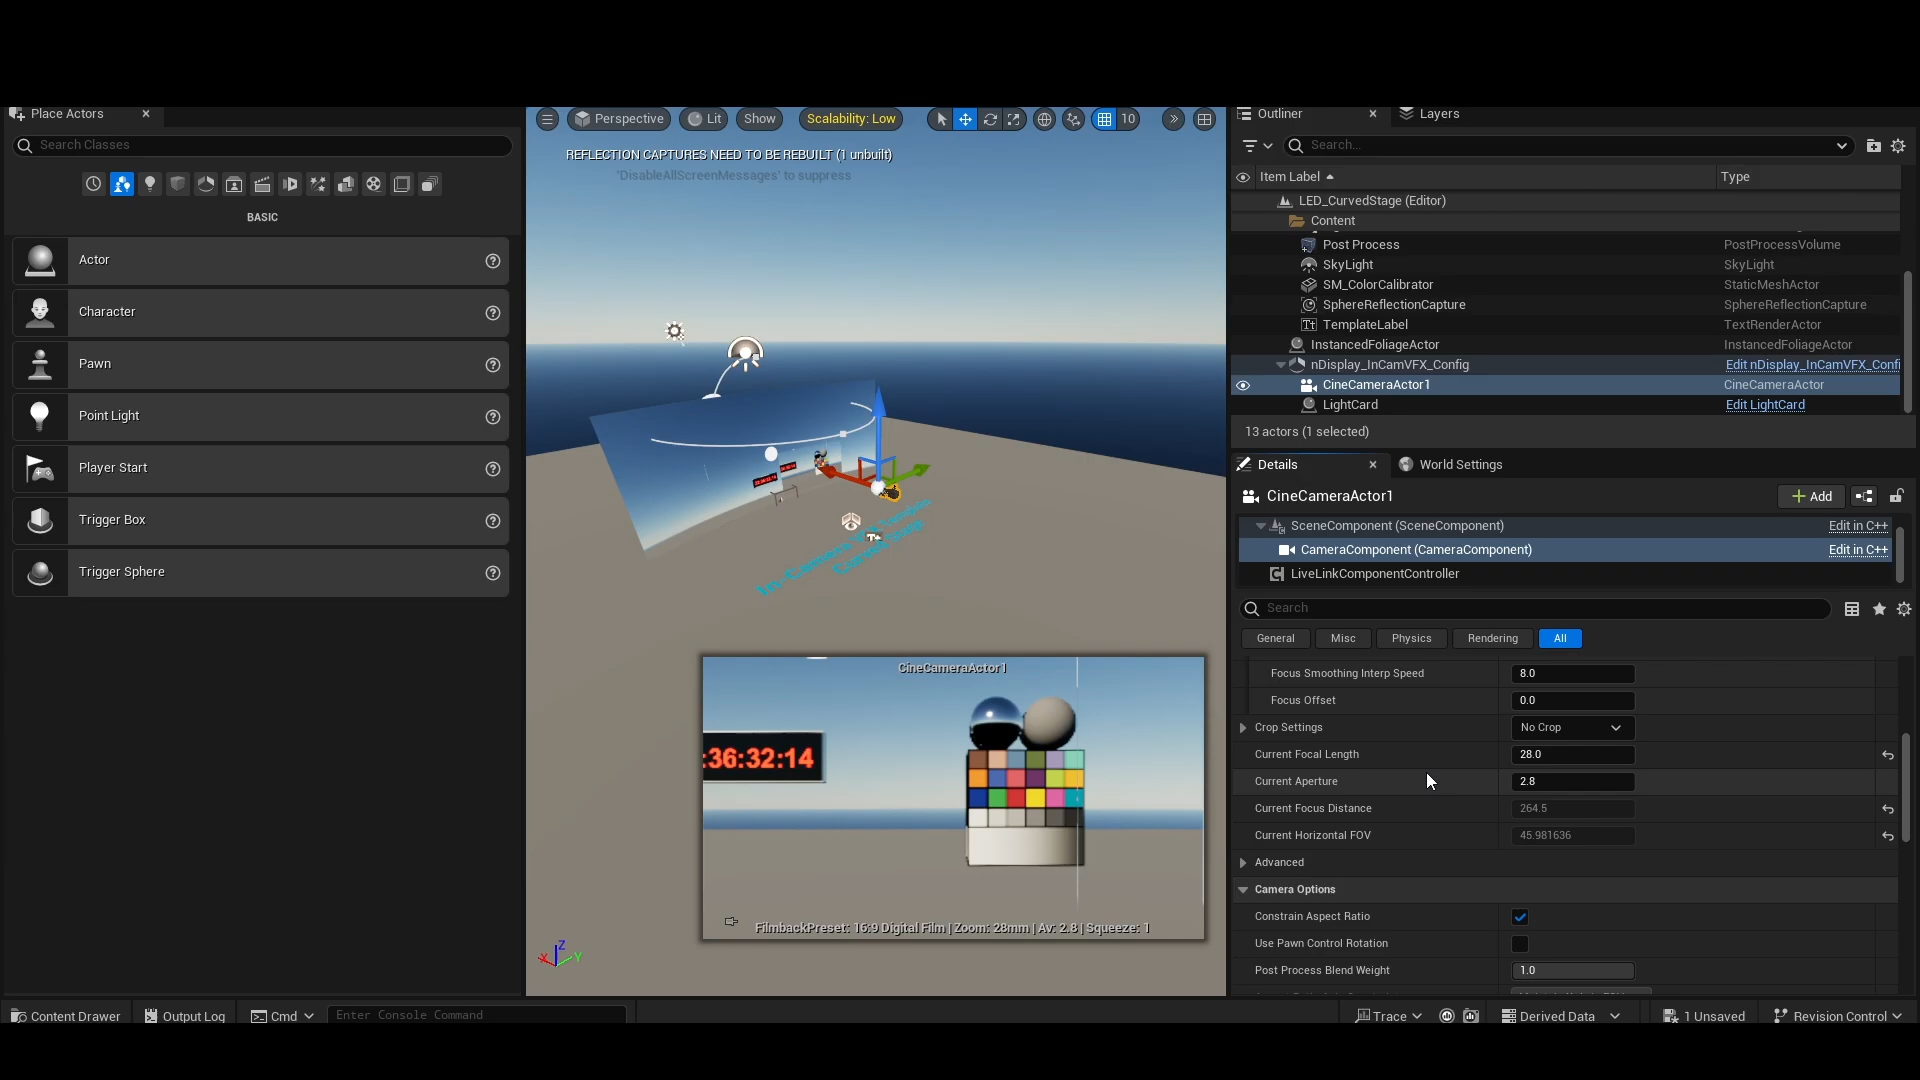 Place Actors
Search Classes
BASIC
Actor
Character
Pawn
Point Light
Player Start
Trigger Box
Trigger Sphere
Perspective
Lit
Show
Scalability: Low
10
REFLECTION CAPTURES NEED TO BE REBUILT (1 unbuilt)
'DisableAllScreenMessages' to suppress
CineCameraActor1
:36:32:14
FilmbackPreset: 16:9 Digital Film | Zoom: 28mm | Av: 2.8 | Squeeze: 1
Z
X
Y
Outliner
Layers
Search...
Item Label
Type
LED_CurvedStage (Editor)
Content
Post Process PostProcessVolume
SkyLight SkyLight
SM_ColorCalibrator StaticMeshActor
SphereReflectionCapture SphereReflectionCapture
TemplateLabel TextRenderActor
InstancedFoliageActor InstancedFoliageActor
nDisplay_InCamVFX_Config Edit nDisplay_InCamVFX_Confi
CineCameraActor1 CineCameraActor
LightCard Edit LightCard
13 actors (1 selected)
Details
World Settings
CineCameraActor1
Add
SceneComponent (SceneComponent) Edit in C++
CameraComponent (CameraComponent) Edit in C++
LiveLinkComponentController
Search
General
Misc
Physics
Rendering
All
Focus Smoothing Interp Speed 8.0
Focus Offset 0.0
Crop Settings No Crop
Current Focal Length 28.0
Current Aperture 2.8
Current Focus Distance 264.5
Current Horizontal FOV 45.981636
Advanced
Camera Options
Constrain Aspect Ratio
Use Pawn Control Rotation
Post Process Blend Weight 1.0
Content Drawer
Output Log
Cmd
Enter Console Command
Trace
Derived Data
1 Unsaved
Revision Control